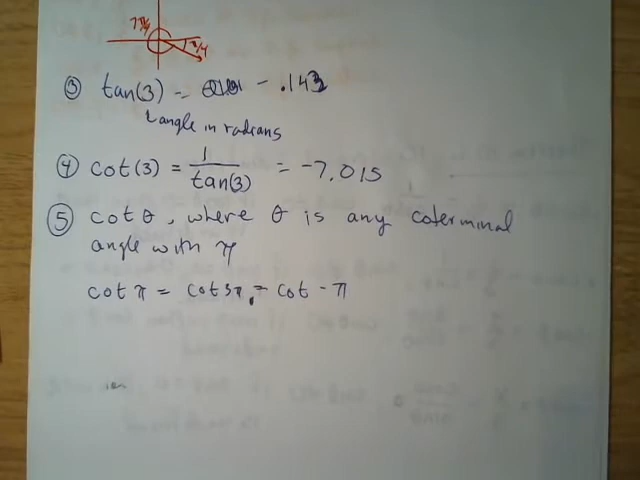 7π/4
π/4
③ tan(3) = - .143
angle in radians
④ cot(3) = 1/tan(3) = -7.015
⑤ cot θ, where θ is any coterminal
angle with π
cot π = cot 3π = cot -π